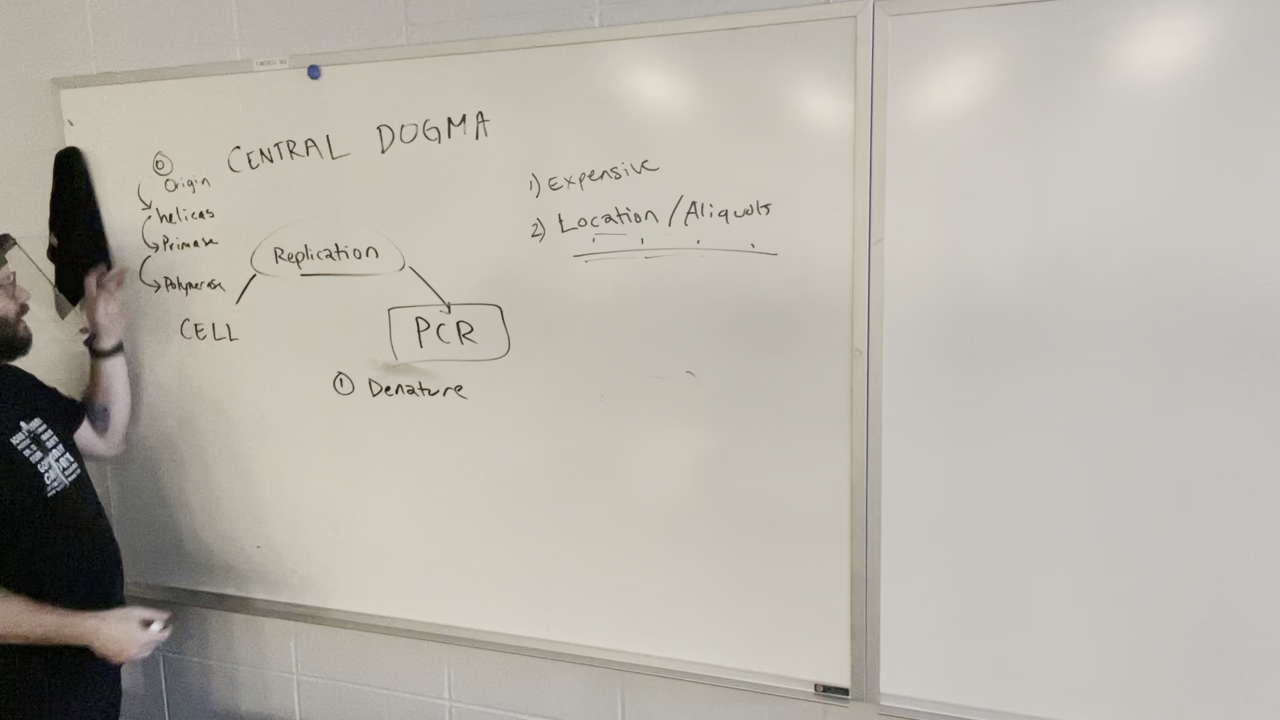 CENTRAL DOGMA
⓪
Origin
helicas
Primase
Polymerase
Replication
CELL
PCR
① Denature
1) Expensive
2) Location / Aliquots